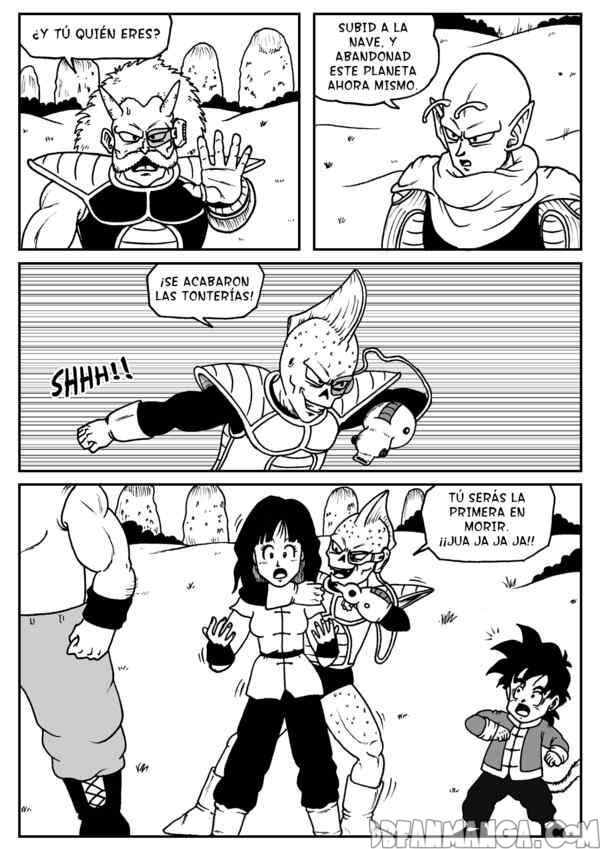 ¿Y TÚ QUIÉN ERES?
SUBID A LA
NAVE, Y
ABANDONAD
ESTE PLANETA
AHORA MISMO.
¡SE ACABARON
LAS TONTERÍAS!
SHHH!!
TÚ SERÁS LA
PRIMERA EN
MORIR.
¡¡JUA JA JA JA!!
DBFANMANGA.COM